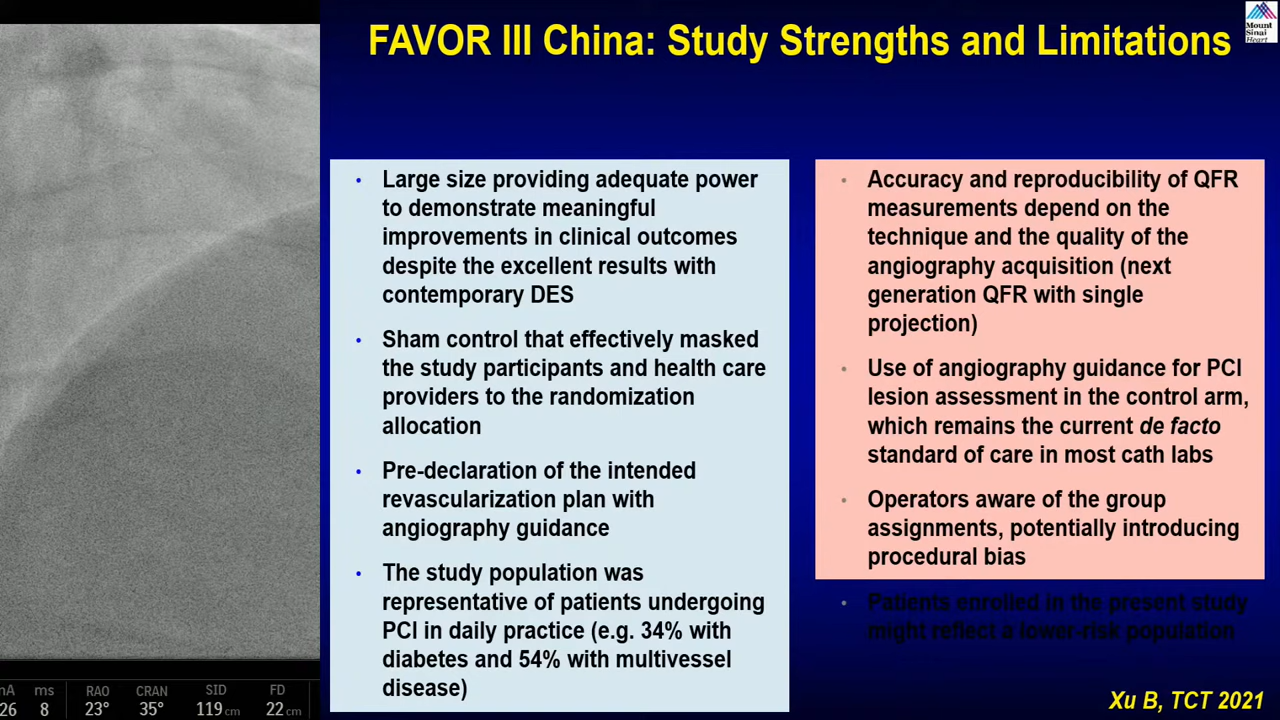 FAVOR III China: Study Strengths and Limitations
Mount
Sinai
Heart
• Large size providing adequate power
to demonstrate meaningful
improvements in clinical outcomes
despite the excellent results with
contemporary DES
• Sham control that effectively masked
the study participants and health care
providers to the randomization
allocation
• Pre-declaration of the intended
revascularization plan with
angiography guidance
• The study population was
representative of patients undergoing
PCI in daily practice (e.g. 34% with
diabetes and 54% with multivessel
disease)
• Accuracy and reproducibility of QFR
measurements depend on the
technique and the quality of the
angiography acquisition (next
generation QFR with single
projection)
• Use of angiography guidance for PCI
lesion assessment in the control arm,
which remains the current de facto
standard of care in most cath labs
• Operators aware of the group
assignments, potentially introducing
procedural bias
• Patients enrolled in the present study
might reflect a lower-risk population
Xu B, TCT 2021
mA ms RAO CRAN SID FD
26 8 23° 35° 119 cm 22 cm